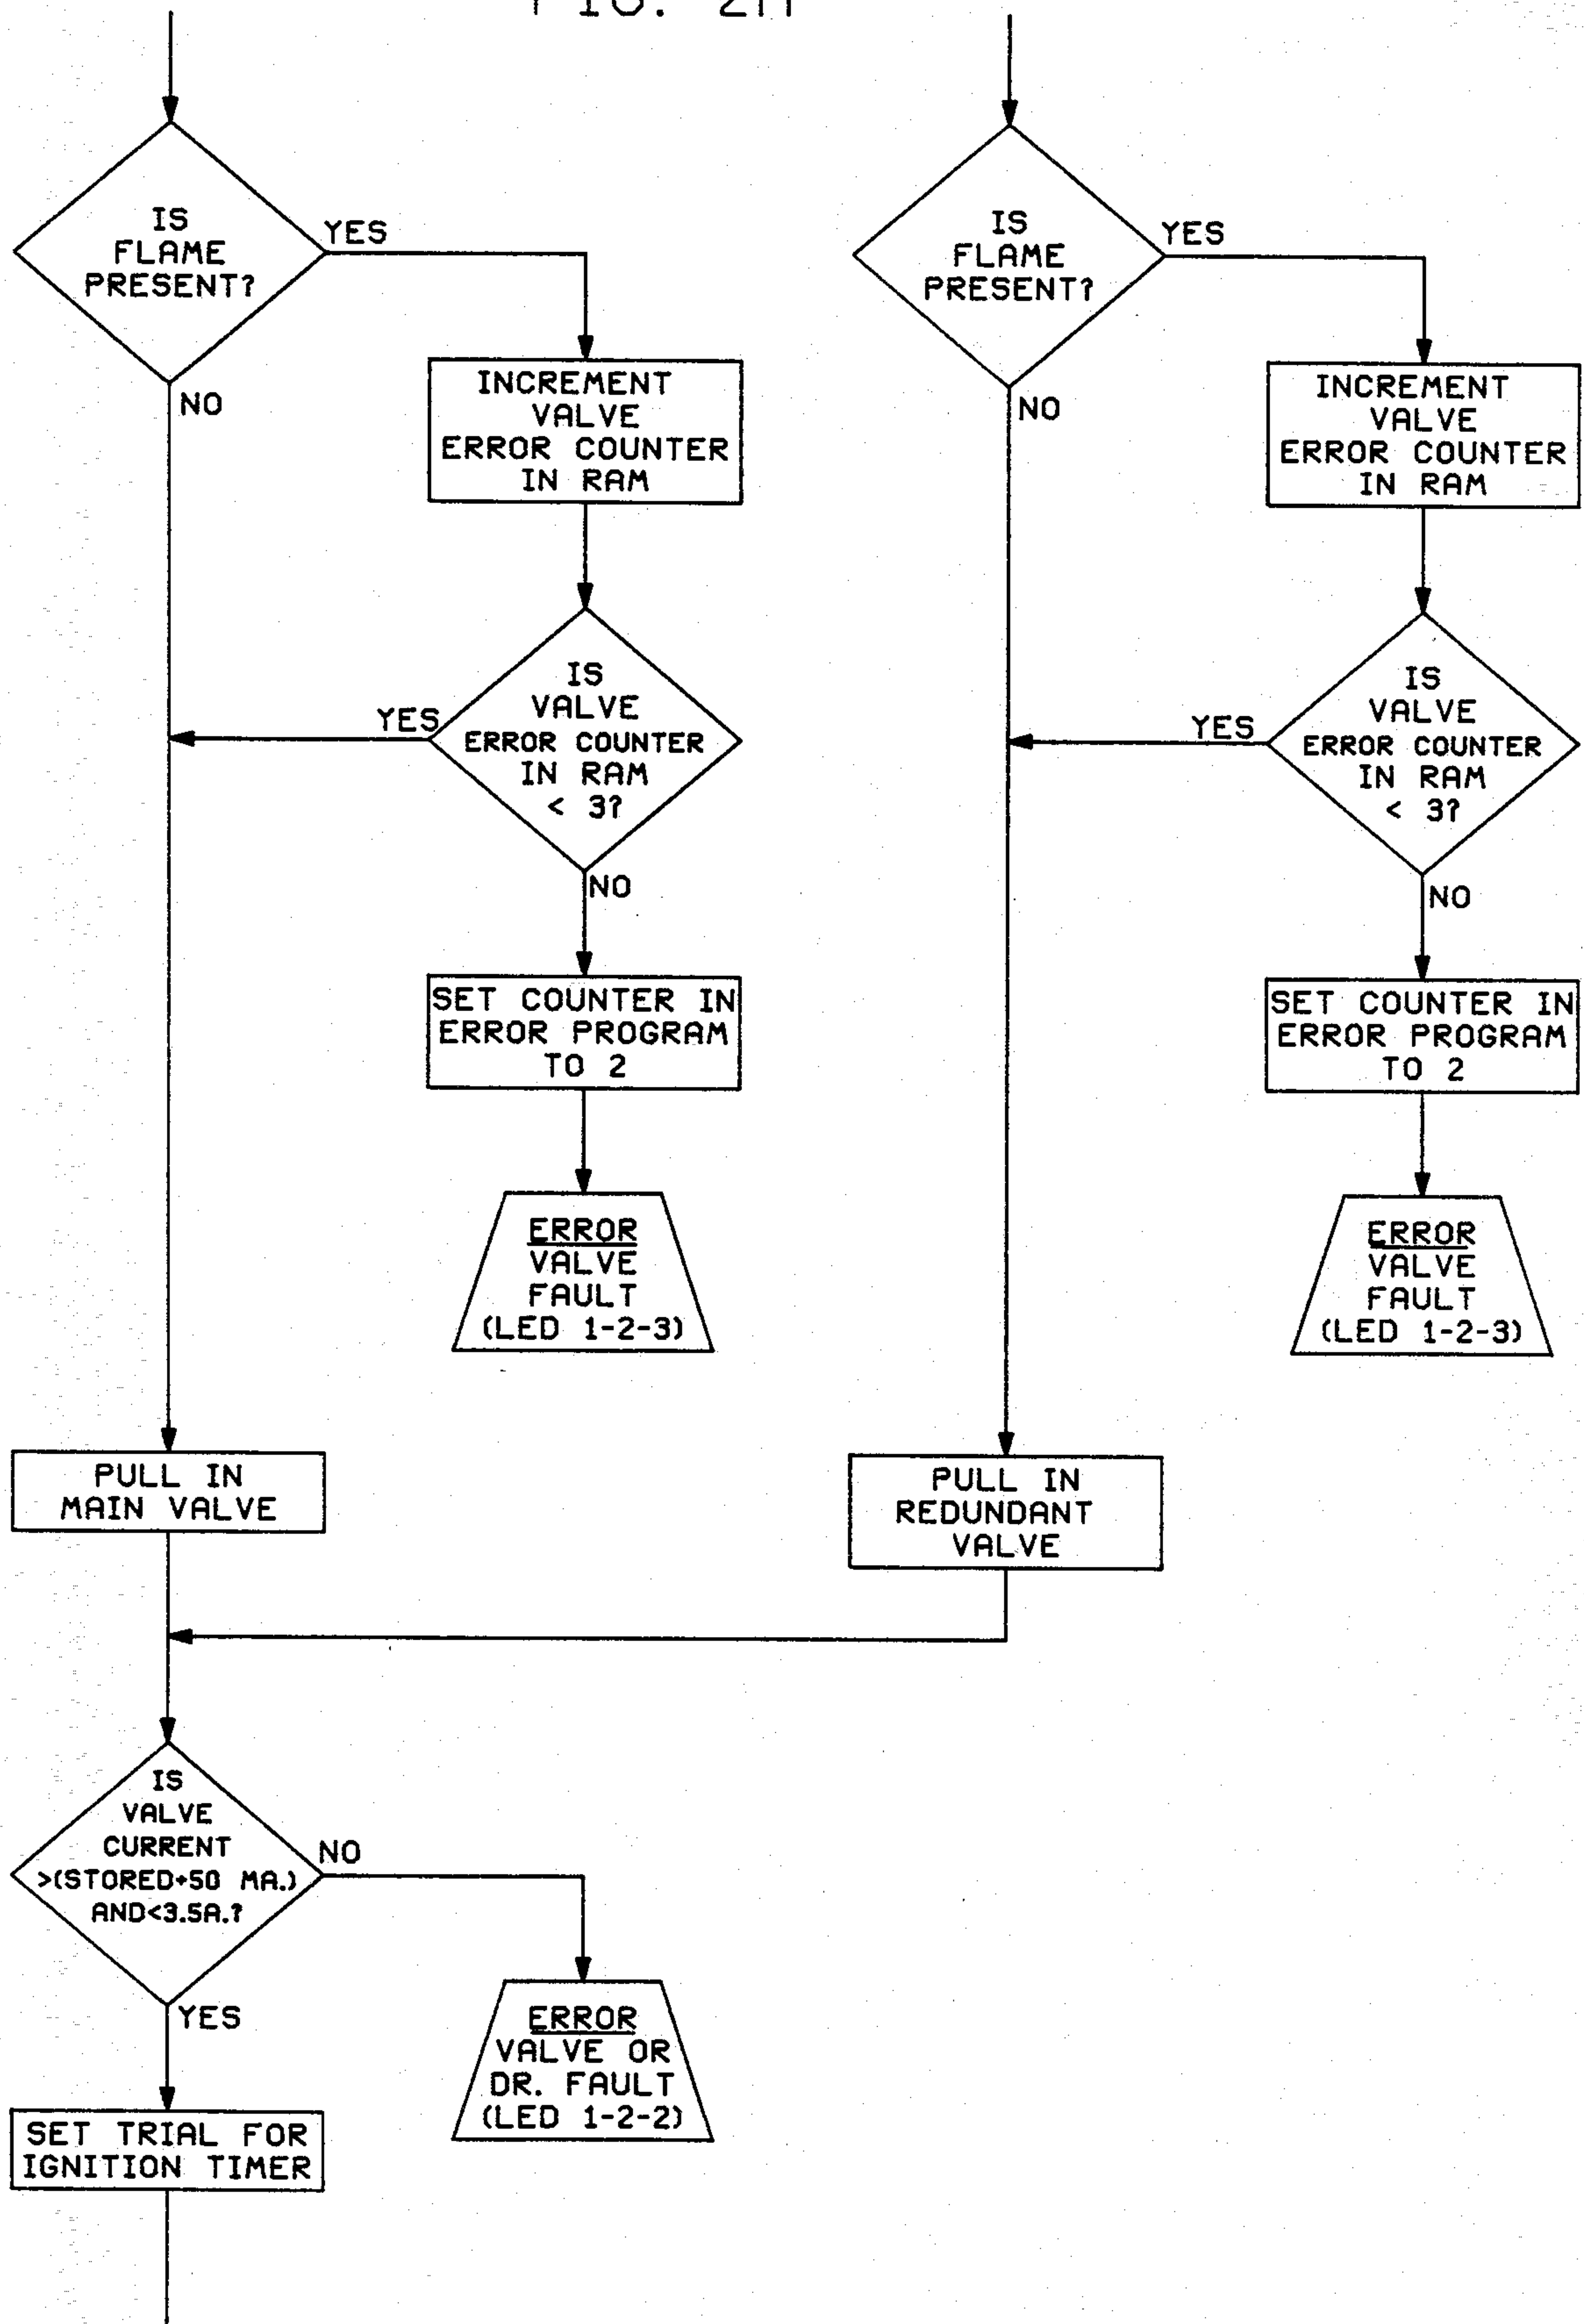 FIG. 2A
IS
FLAME
PRESENT?
YES
NO
INCREMENT
VALVE
ERROR COUNTER
IN RAM
IS
VALVE
ERROR COUNTER
IN RAM
< 3?
YES
NO
SET COUNTER IN
ERROR PROGRAM
TO 2
ERROR
VALVE
FAULT
(LED 1-2-3)
PULL IN
MAIN VALVE
IS
FLAME
PRESENT?
YES
NO
INCREMENT
VALVE
ERROR COUNTER
IN RAM
IS
VALVE
ERROR COUNTER
IN RAM
< 3?
YES
NO
SET COUNTER IN
ERROR PROGRAM
TO 2
ERROR
VALVE
FAULT
(LED 1-2-3)
PULL IN
REDUNDANT
VALVE
IS
VALVE
CURRENT
>(STORED+50 MA.)
AND<3.5A.?
NO
YES
ERROR
VALVE OR
DR. FAULT
(LED 1-2-2)
SET TRIAL FOR
IGNITION TIMER